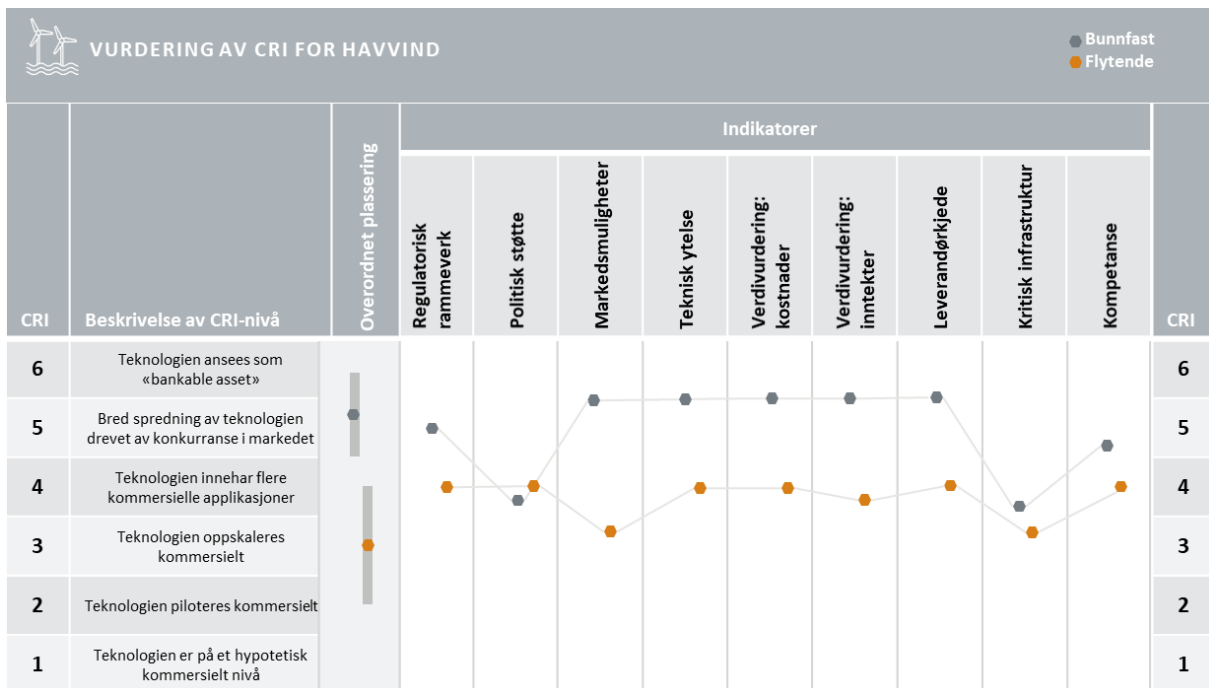 VURDERING AV CRI FOR HAVVIND
Bunnfast
Flytende
Indikatorer
CRI
Beskrivelse av CRI-nivå
Overordnet plassering
Regulatorisk
rammeverk
Politisk støtte
Markedsmuligheter
Teknisk ytelse
Verdivurdering:
kostnader
Verdivurdering:
inntekter
Leverandørkjede
Kritisk infrastruktur
Kompetanse
CRI
6
Teknologien ansees som
«bankable asset»
6
5
Bred spredning av teknologien
drevet av konkurranse i markedet
5
4
Teknologien innehar flere
kommersielle applikasjoner
4
3
Teknologien oppskaleres
kommersielt
3
2
Teknologien piloteres kommersielt
2
1
Teknologien er på et hypotetisk
kommersielt nivå
1